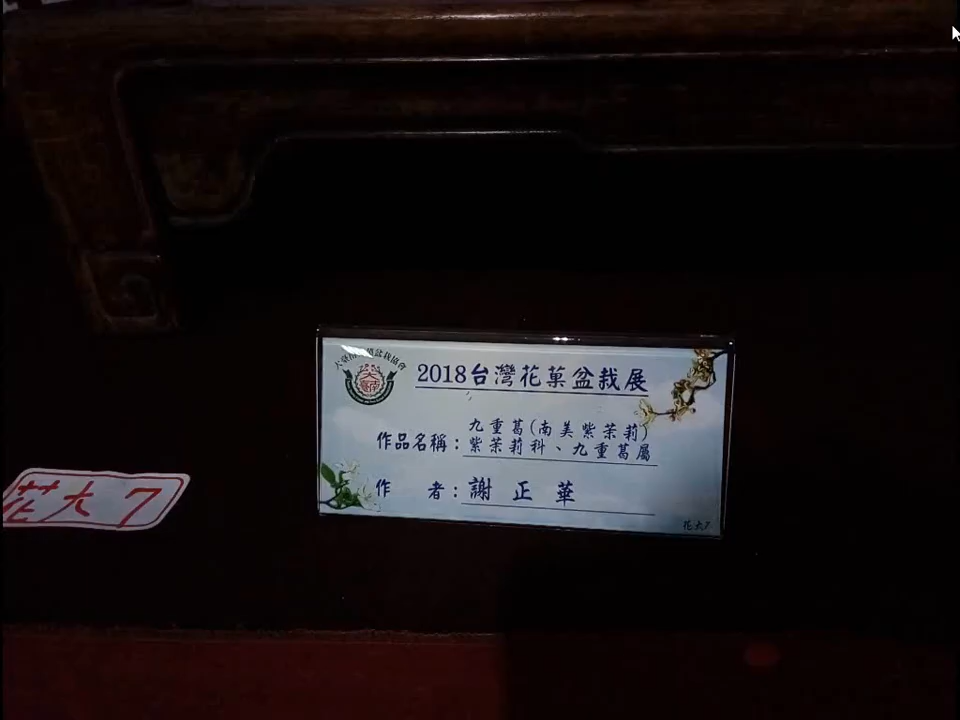 2018台灣花菓盆栽展
作品名稱：
九重葛(南美紫茉莉)
紫茉莉科、九重葛屬
作　者：謝正華
花大7
花大7